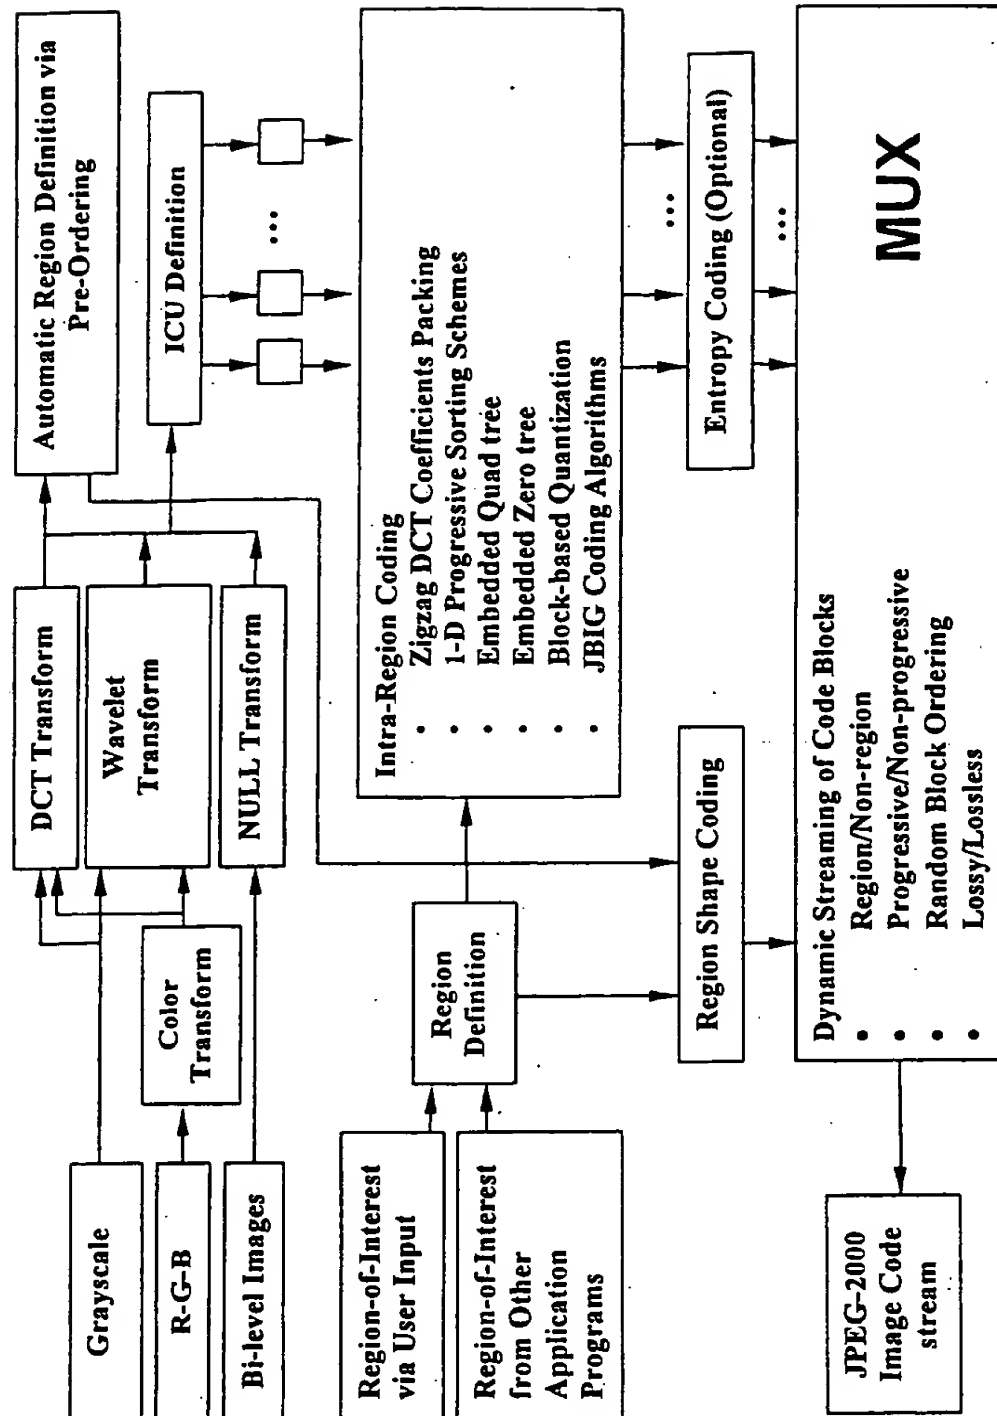 Grayscale
R-G-B
Bi-level Images
Color
Transform
DCT Transform
Wavelet
Transform
NULL Transform
Automatic Region Definition via
Pre-Ordering
ICU Definition
...
Region-of-Interest
via User Input
Region-of-Interest
from Other
Application
Programs
Region
Definition
Intra-Region Coding
• Zigzag DCT Coefficients Packing
• 1-D Progressive Sorting Schemes
• Embedded Quad tree
• Embedded Zero tree
• Block-based Quantization
• JBIG Coding Algorithms
...
Region Shape Coding
Entropy Coding (Optional)
...
Dynamic Streaming of Code Blocks
• Region/Non-region
• Progressive/Non-progressive
• Random Block Ordering
• Lossy/Lossless
MUX
JPEG-2000
Image Code
stream